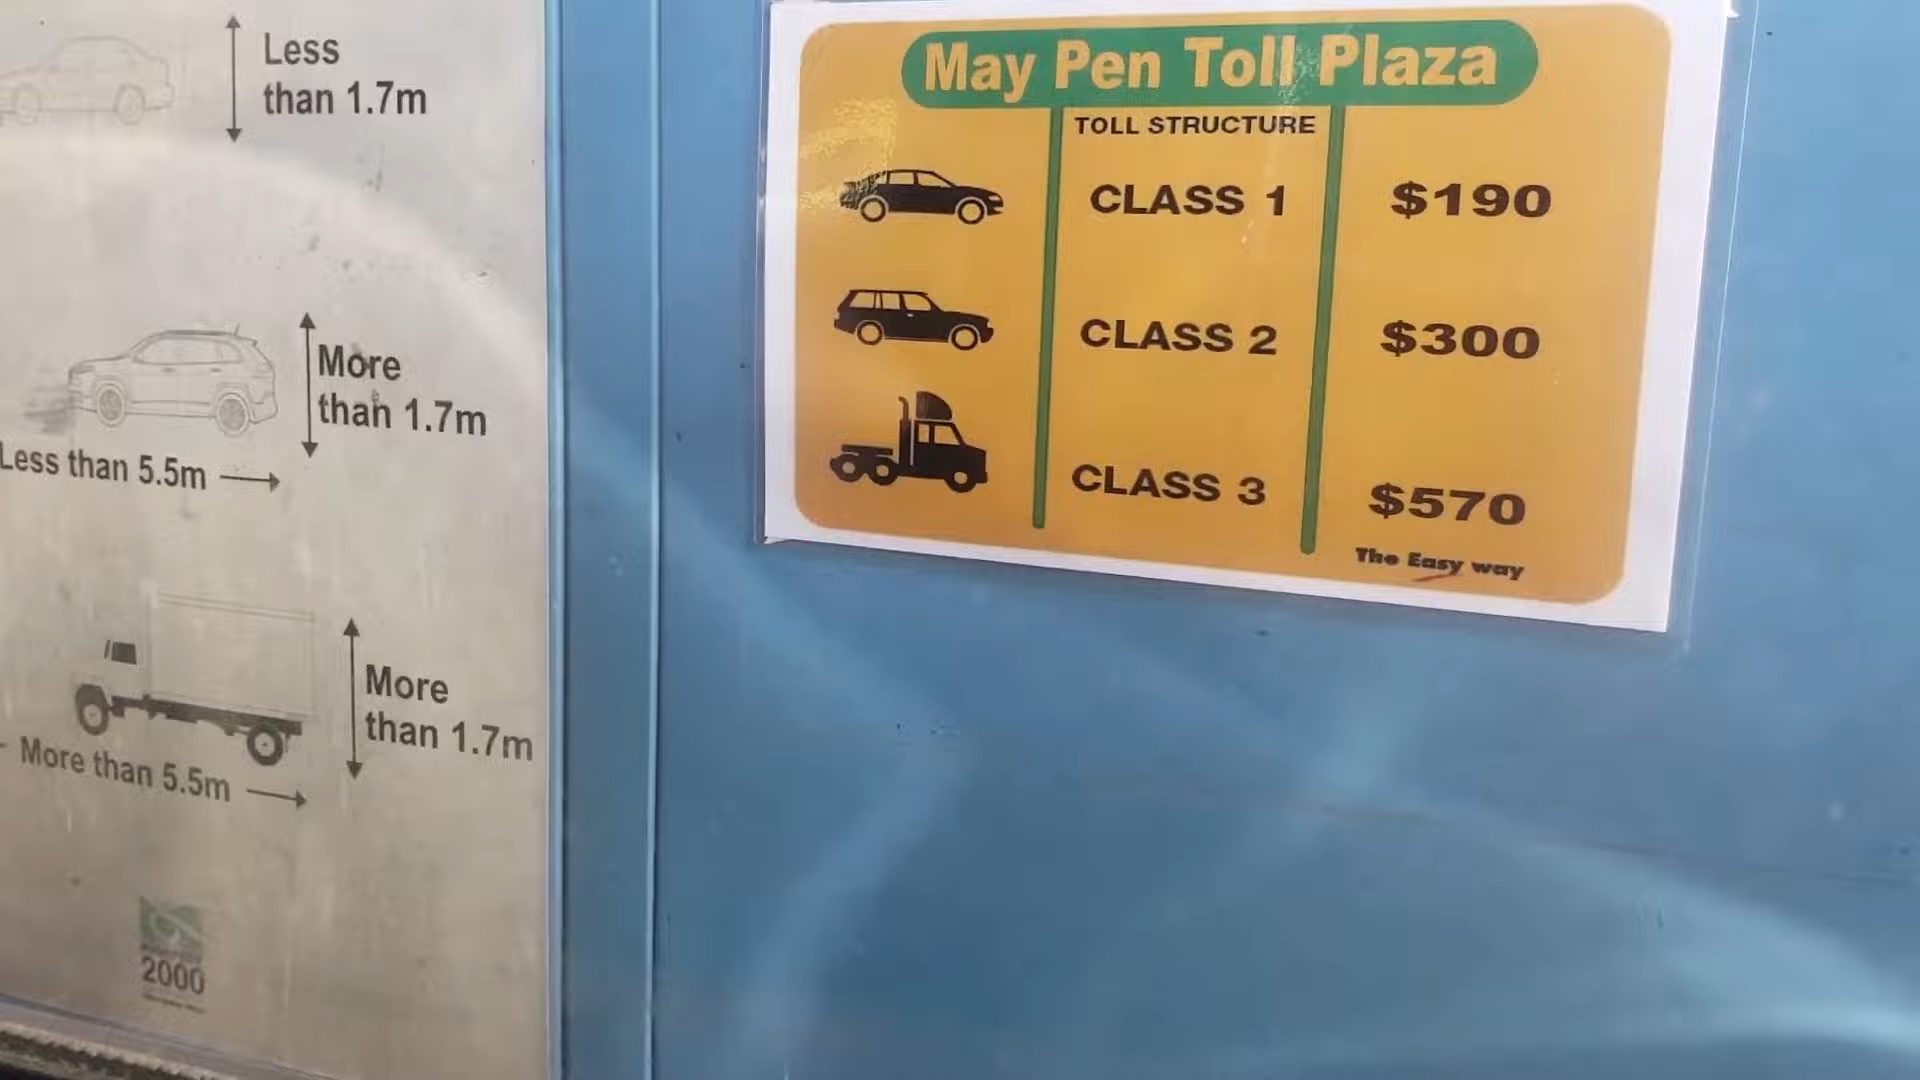 Less
than 1.7m
More
than 1.7m
Less than 5.5m
More
than 1.7m
More than 5.5m
2000
May Pen Toll Plaza
TOLL STRUCTURE
CLASS 1 $190
CLASS 2 $300
CLASS 3 $570
The Easy way